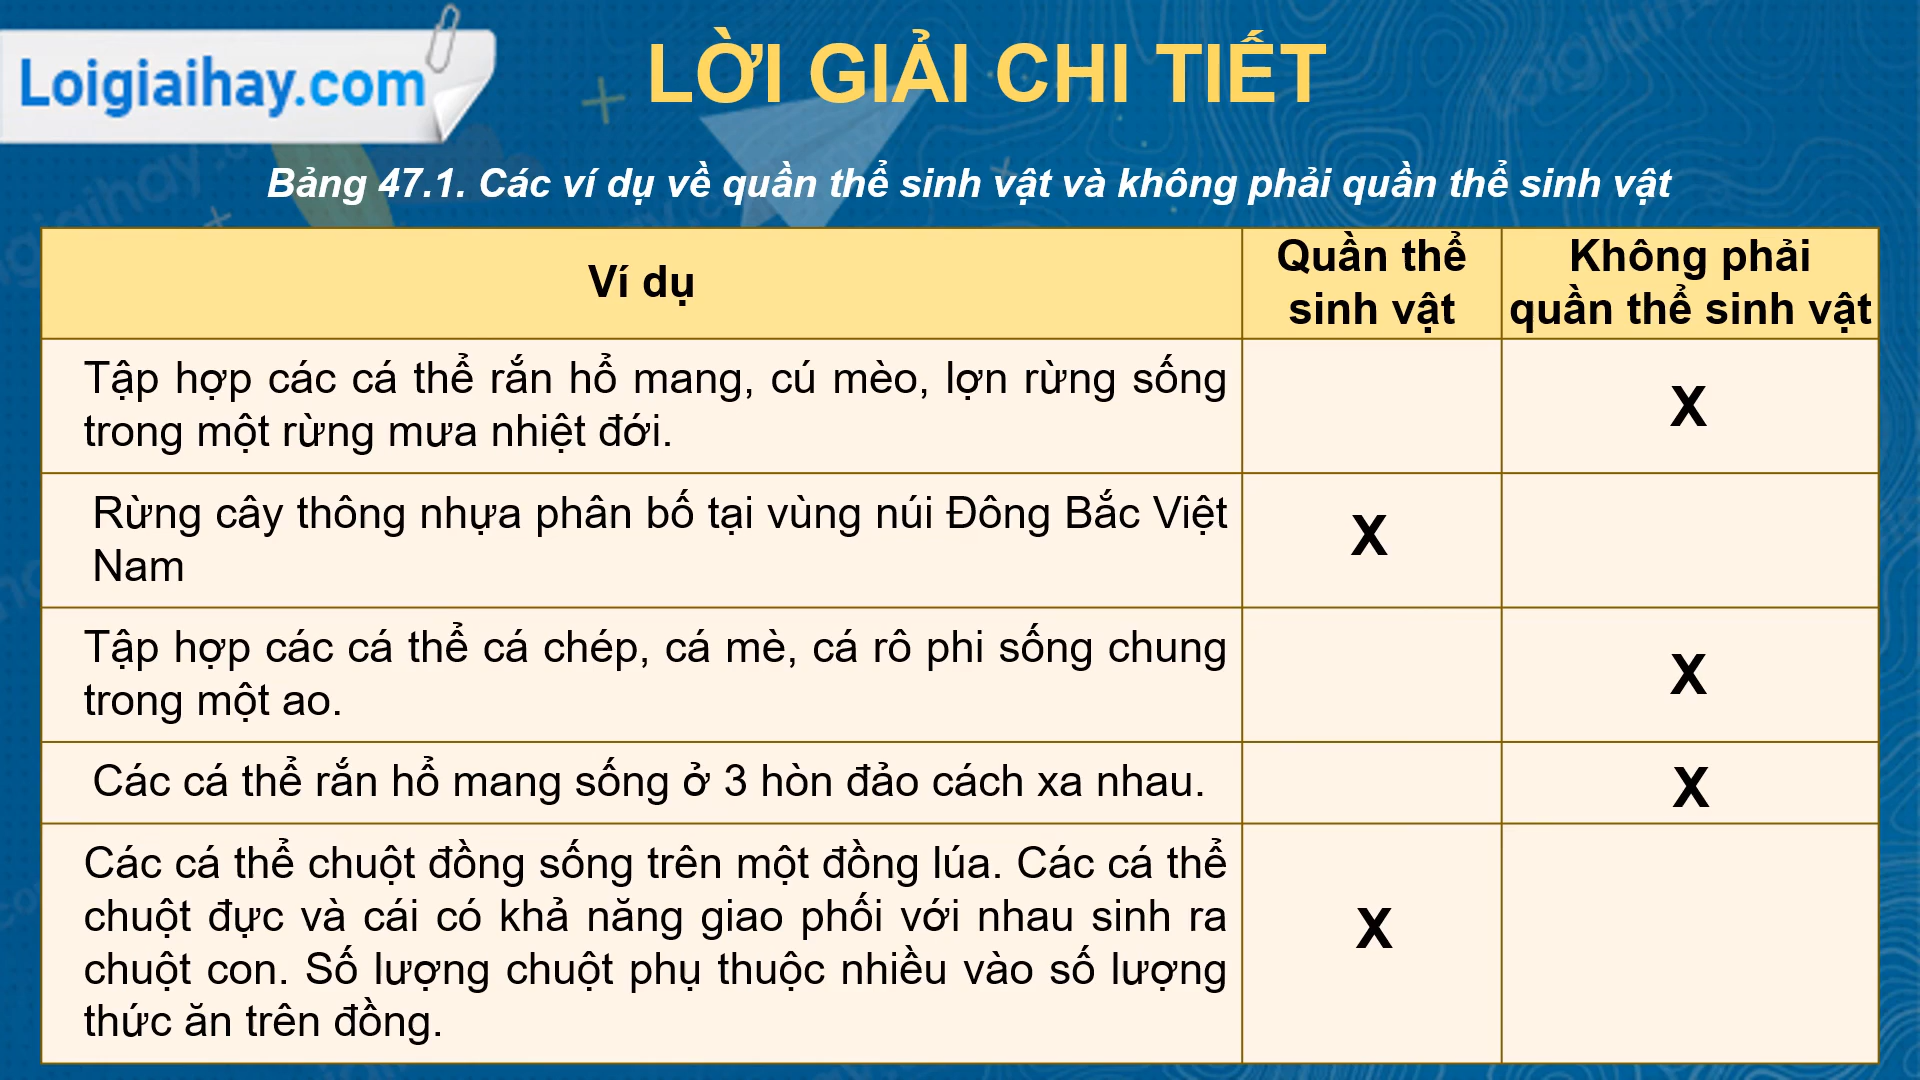 Loigiaihay.com
LỜI GIẢI CHI TIẾT
Bảng 47.1. Các ví dụ về quần thể sinh vật và không phải quần thể sinh vật
Ví dụ
Quần thể
sinh vật
Không phải
quần thể sinh vật
Tập hợp các cá thể rắn hổ mang, cú mèo, lợn rừng sống
trong một rừng mưa nhiệt đới.
X
Rừng cây thông nhựa phân bố tại vùng núi Đông Bắc Việt
Nam
X
Tập hợp các cá thể cá chép, cá mè, cá rô phi sống chung
trong một ao.
X
Các cá thể rắn hổ mang sống ở 3 hòn đảo cách xa nhau.
X
Các cá thể chuột đồng sống trên một đồng lúa. Các cá thể
chuột đực và cái có khả năng giao phối với nhau sinh ra
chuột con. Số lượng chuột phụ thuộc nhiều vào số lượng
thức ăn trên đồng.
X